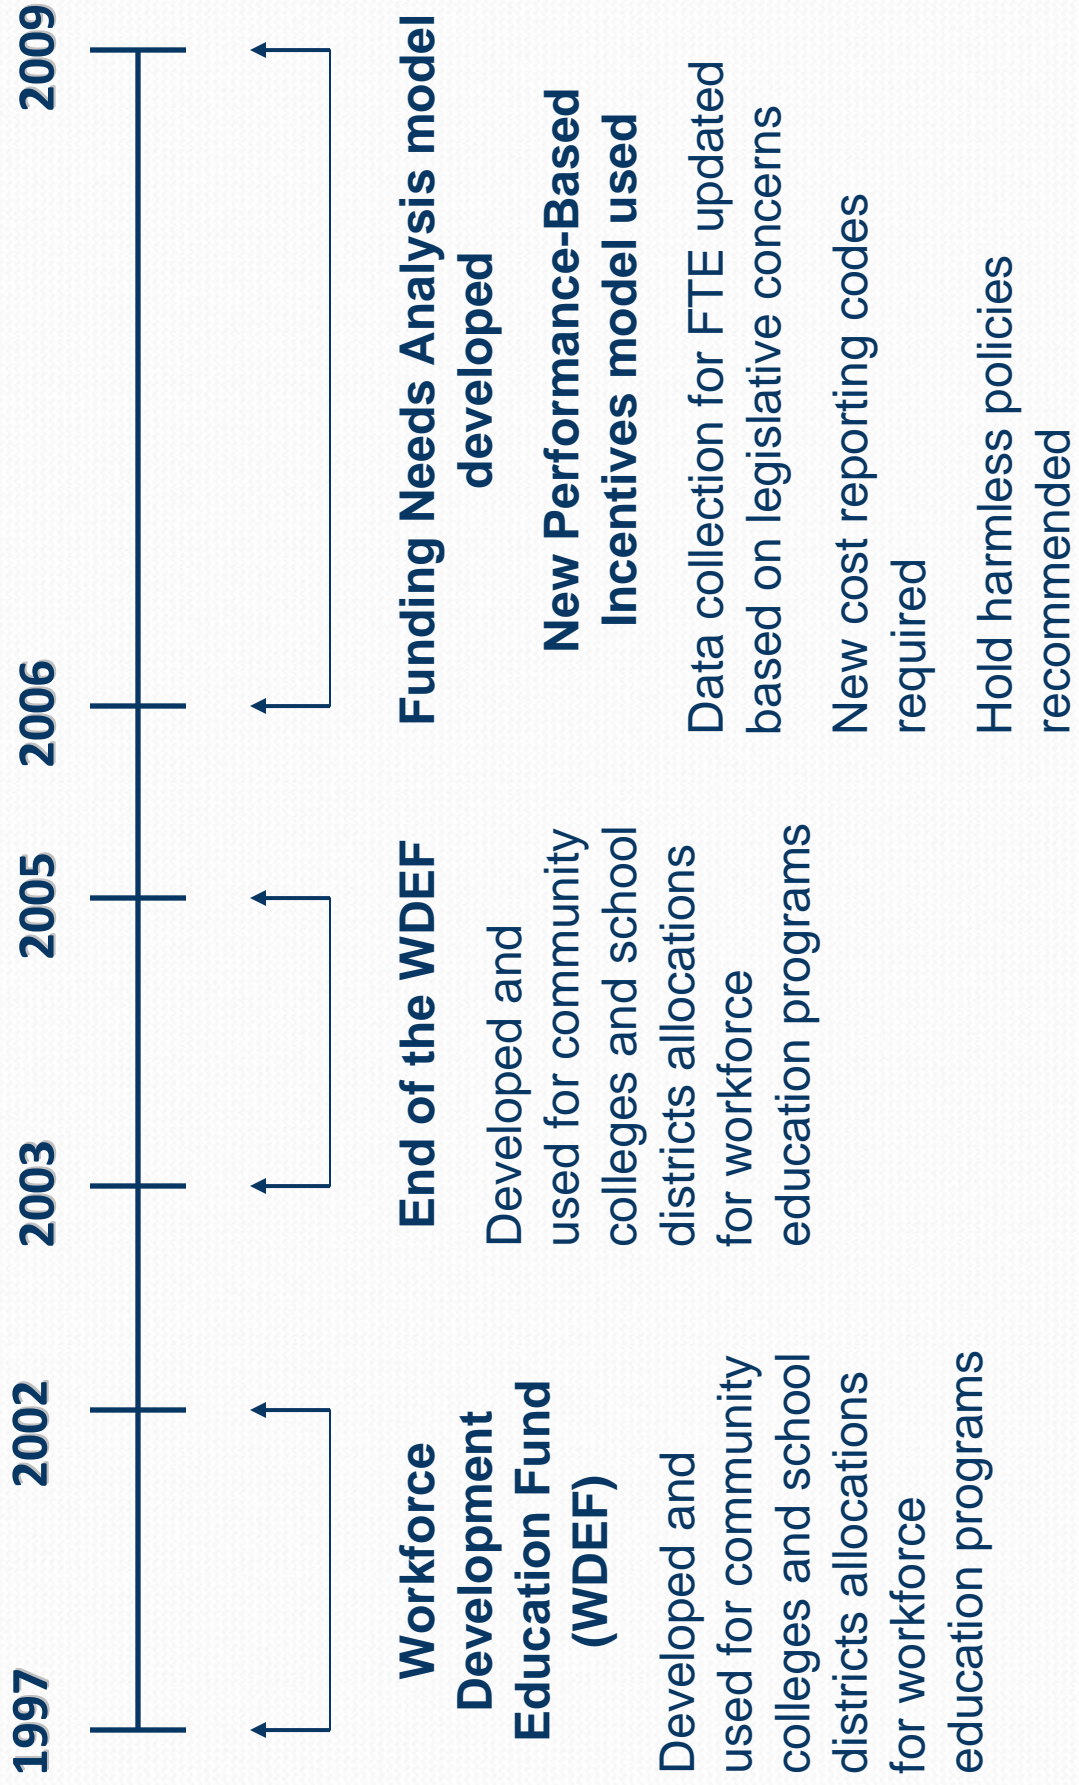 1997
2002
2003
2005
2006
2009
Workforce
Development
Education Fund
(WDEF)
Developed and
used for community
colleges and school
districts allocations
for workforce
education programs
End of the WDEF
Developed and
used for community
colleges and school
districts allocations
for workforce
education programs
Funding Needs Analysis model
developed
New Performance-Based
Incentives model used
Data collection for FTE updated
based on legislative concerns
New cost reporting codes
required
Hold harmless policies
recommended